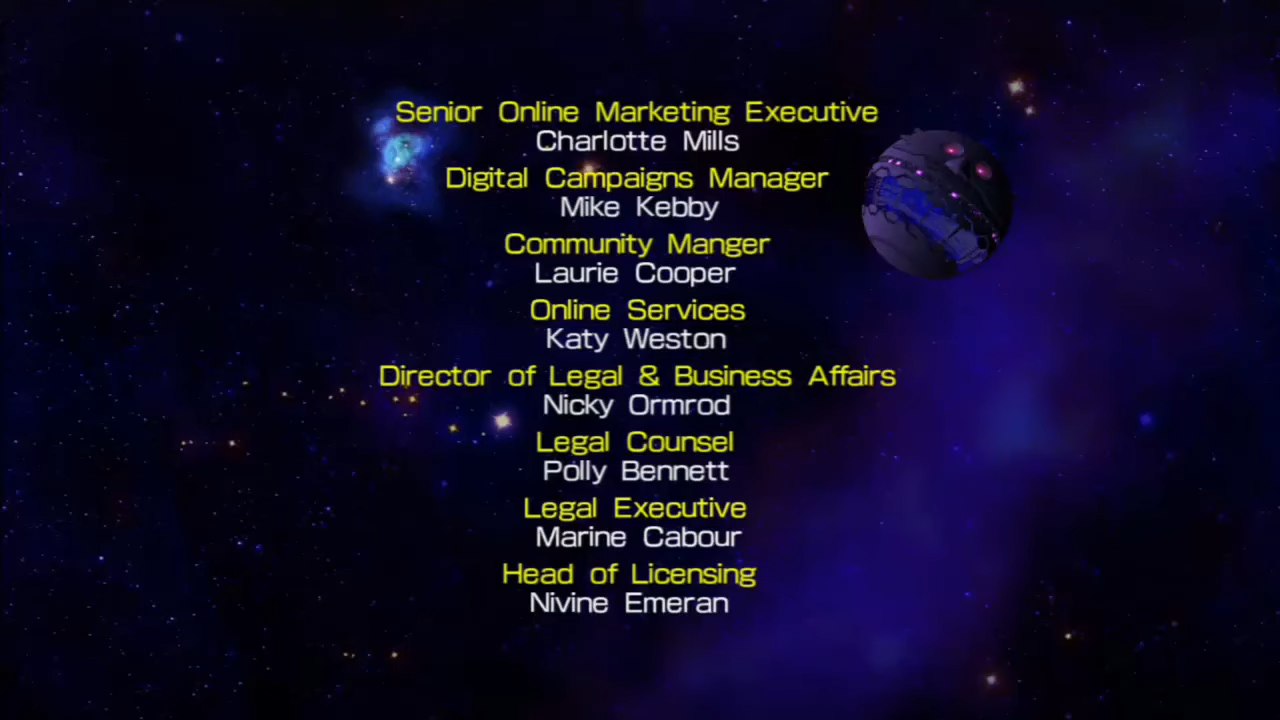 Senior Online Marketing Executive
Charlotte Mills
Digital Campaigns Manager
Mike Kebby
Community Manger
Laurie Cooper
Online Services
Katy Weston
Director of Legal & Business Affairs
Nicky Ormrod
Legal Counsel
Polly Bennett
Legal Executive
Marine Cabour
Head of Licensing
Nivine Emeran